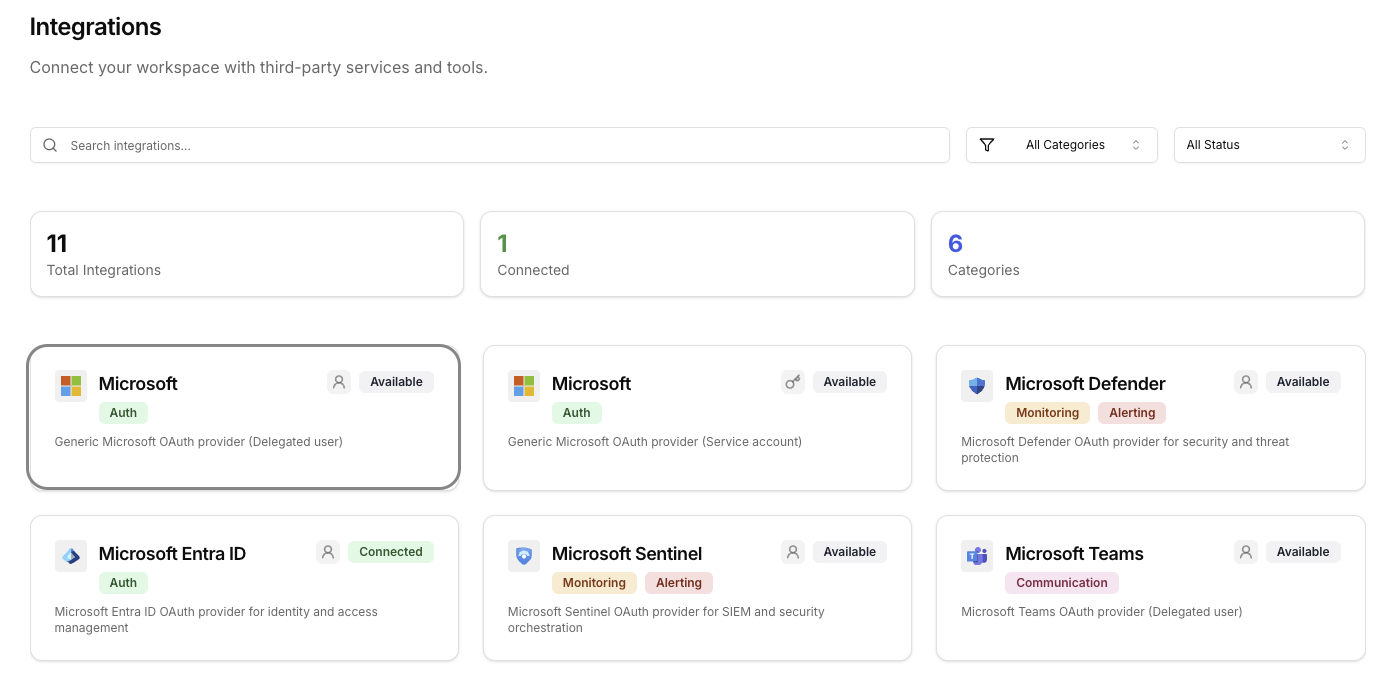 Integrations
Connect your workspace with third-party services and tools.
Search integrations...
All Categories
All Status
11
Total Integrations
1
Connected
6
Categories
Microsoft
Available
Auth
Generic Microsoft OAuth provider (Delegated user)
Microsoft
Available
Auth
Generic Microsoft OAuth provider (Service account)
Microsoft Defender
Available
Monitoring
Alerting
Microsoft Defender OAuth provider for security and threat
protection
Microsoft Entra ID
Connected
Auth
Microsoft Entra ID OAuth provider for identity and access
management
Microsoft Sentinel
Available
Monitoring
Alerting
Microsoft Sentinel OAuth provider for SIEM and security
orchestration
Microsoft Teams
Available
Communication
Microsoft Teams OAuth provider (Delegated user)